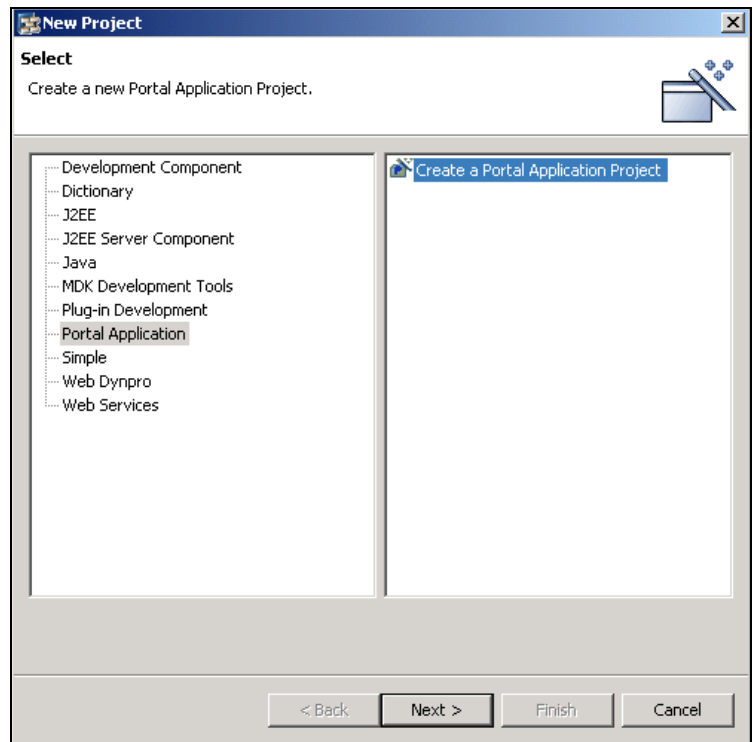 New Project
Select
Create a new Portal Application Project.
Development Component
Dictionary
J2EE
J2EE Server Component
Java
MDK Development Tools
Plug-in Development
Portal Application
Simple
Web Dynpro
Web Services
Create a Portal Application Project
< Back
Next >
Finish
Cancel